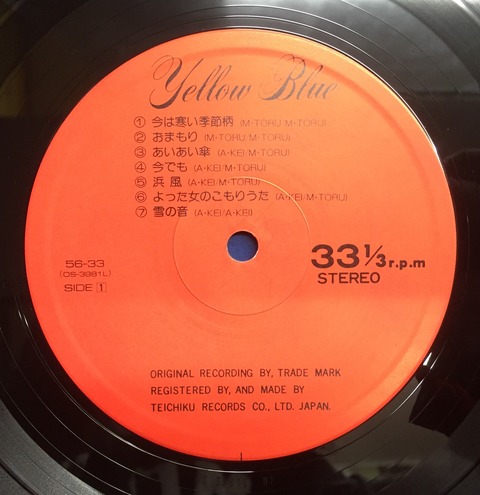 Yellow Blue
① 今は寒い季節柄 (M・TORU/M・TORU)
② おまもり (M・TORU/M・TORU)
③ あいあい傘 (A・KEI/M・TORU)
④ 今でも (A・KEI/M・TORU)
⑤ 浜風 (A・KEI/M・TORU)
⑥ よった女のこもりうた (A・KEI/M・TORU)
⑦ 雪の音 (A・KEI/A・KEI)
56-33
(OS-3981L)
SIDE 1
33⅓r.p.m
STEREO
ORIGINAL RECORDING BY, TRADE MARK
REGISTERED BY, AND MADE BY
TEICHIKU RECORDS CO., LTD. JAPAN.